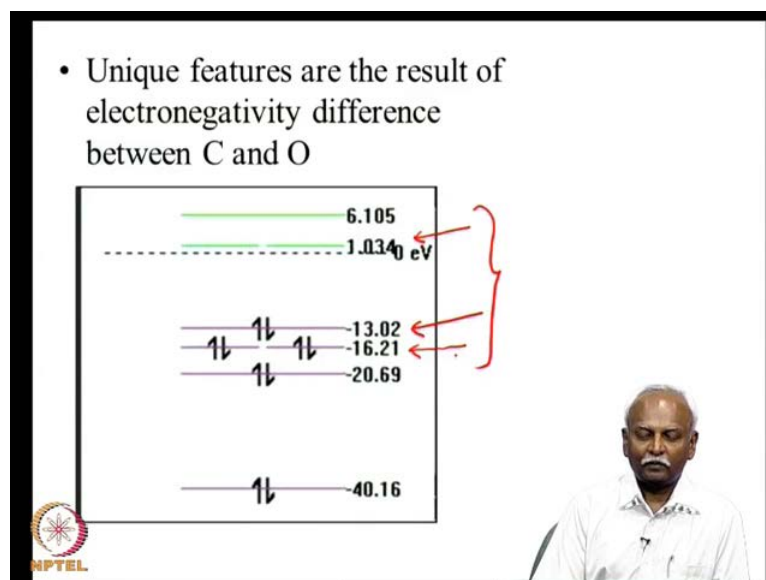 • Unique features are the result of
electronegativity difference
between C and O
6.105
1.034
0 eV
-13.02
-16.21
-20.69
-40.16
NPTEL